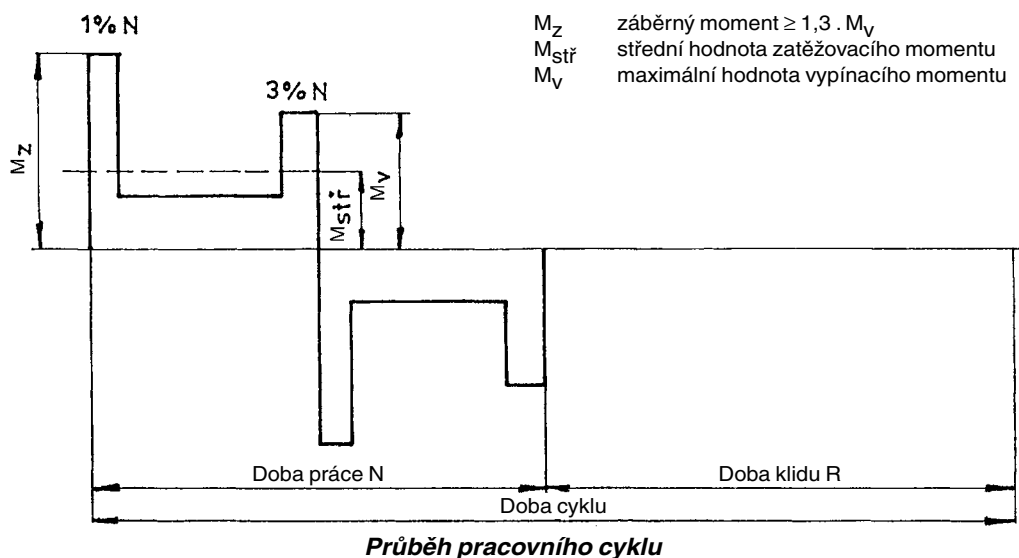 1% N
M_Z záběrný moment ≥ 1,3 . M_V
M_stř střední hodnota zatěžovacího momentu
M_V maximální hodnota vypínacího momentu
3% N
M_Z
M_stř
M_V
Doba práce N
Doba klidu R
Doba cyklu
Průběh pracovního cyklu